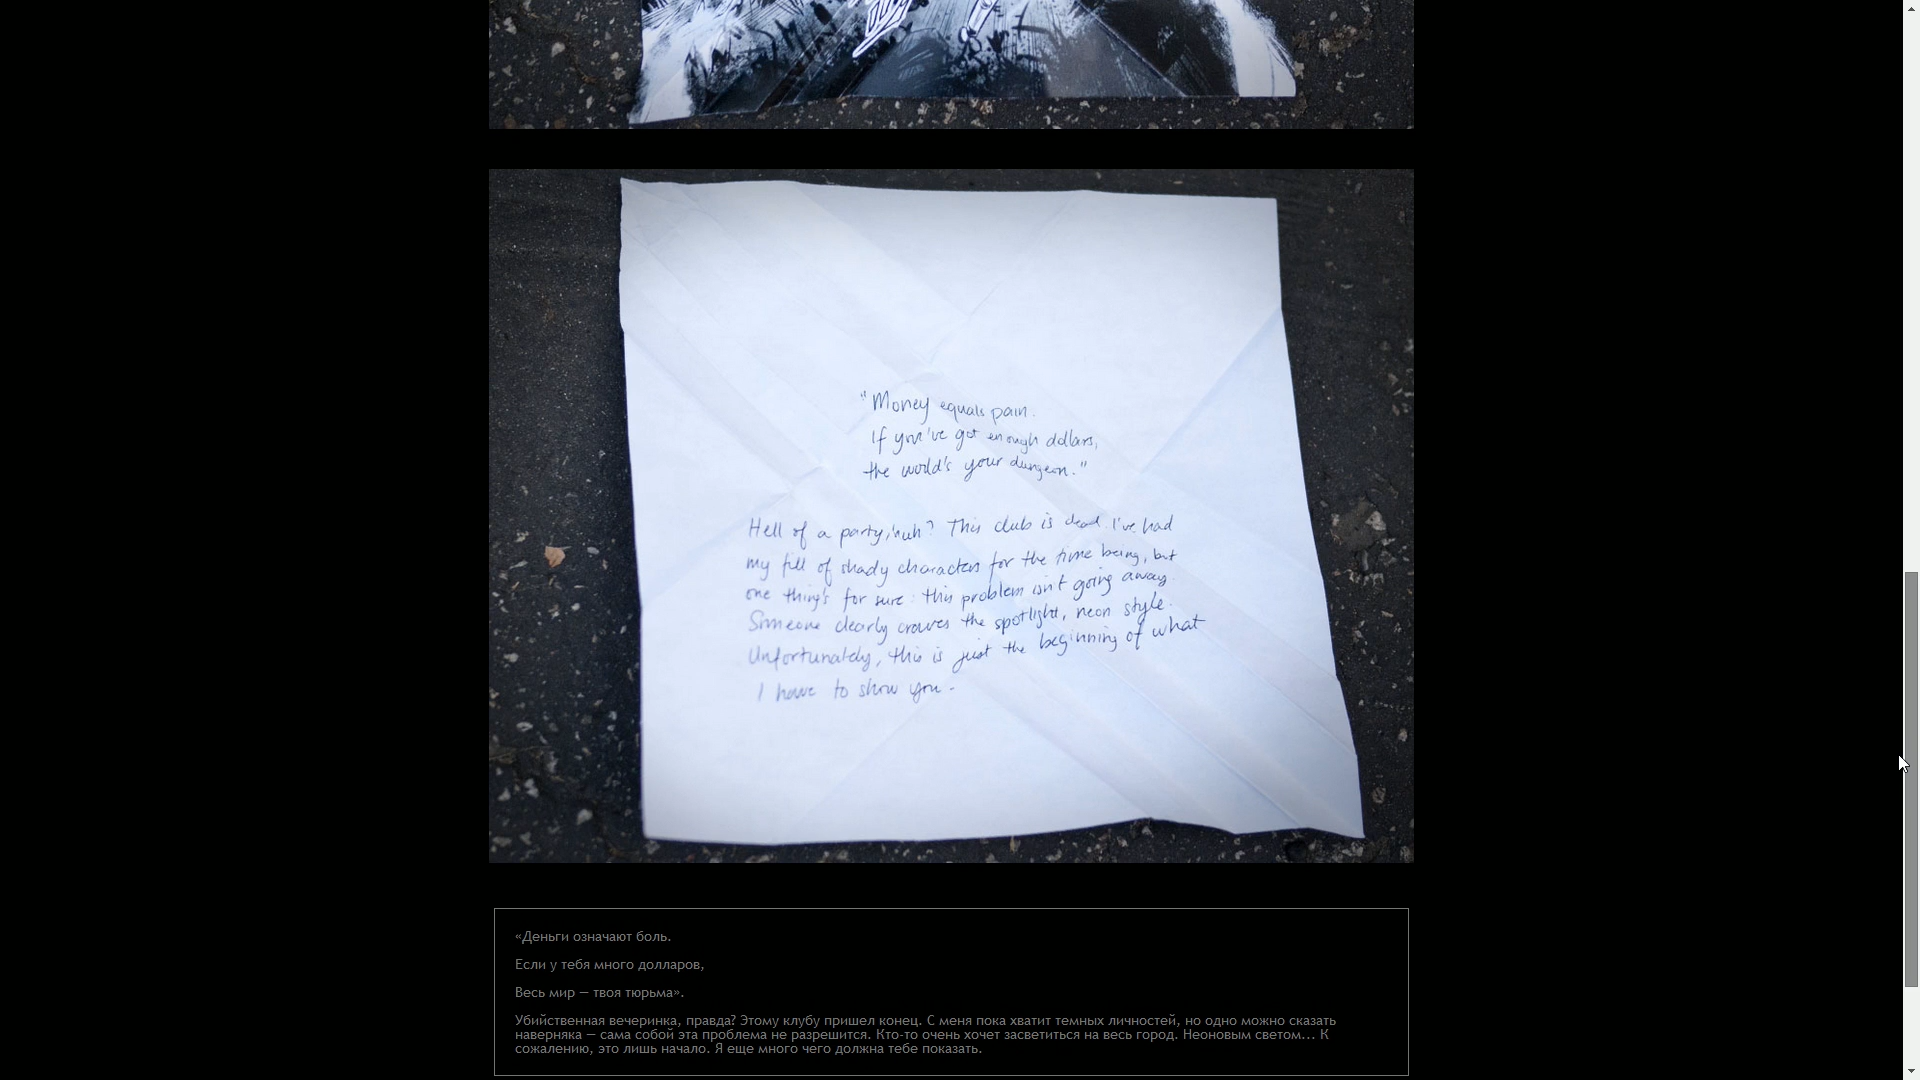 "Money equals pain.
If you've got enough dollars,
the world's your dungeon."
Hell of a party, huh? This club is dead. I've had
my fill of shady characters for the time being, but
one thing's for sure: this problem isn't going away.
Someone clearly craves the spotlight, neon style.
Unfortunately, this is just the beginning of what
I have to show you.
«Деньги означают боль.
Если у тебя много долларов,
Весь мир — твоя тюрьма».
Убийственная вечеринка, правда? Этому клубу пришел конец. С меня пока хватит темных личностей, но одно можно сказать
наверняка — сама собой эта проблема не разрешится. Кто-то очень хочет засветиться на весь город. Неоновым светом... К
сожалению, это лишь начало. Я еще много чего должна тебе показать.